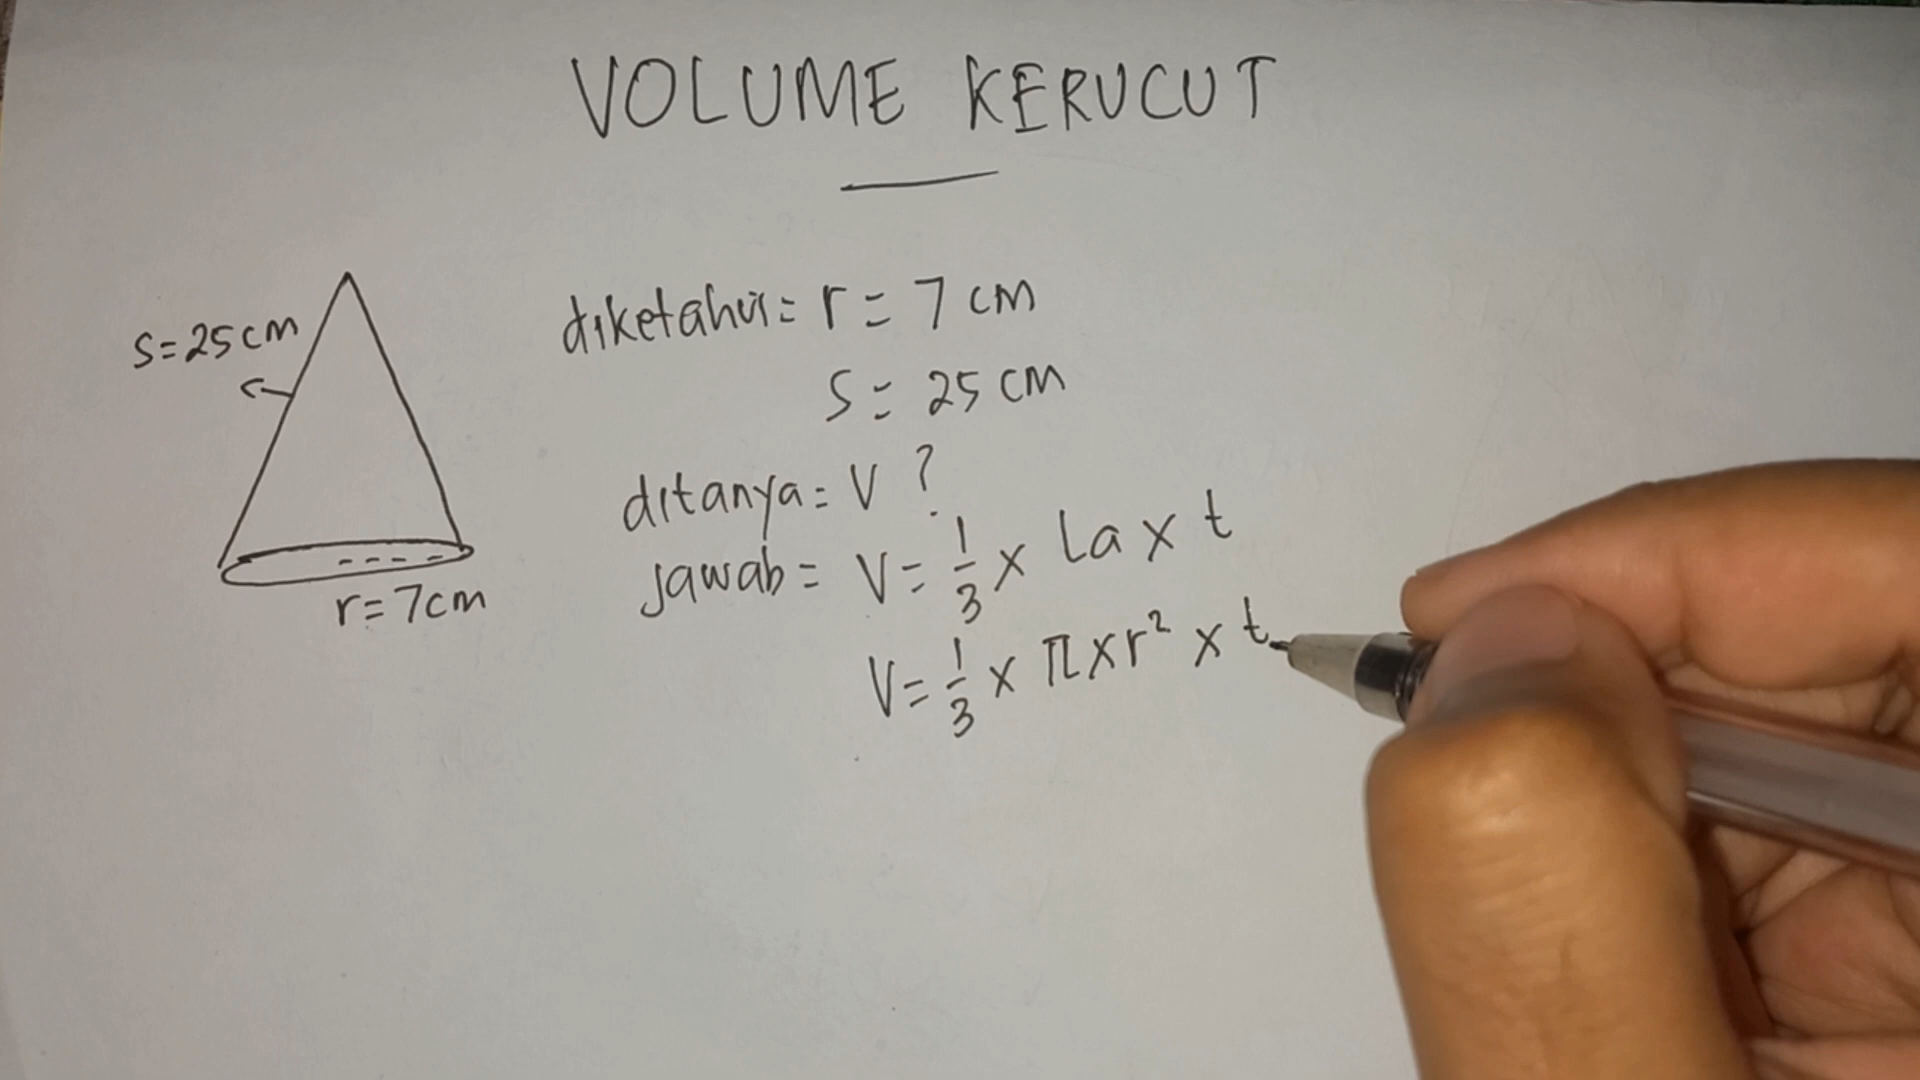 VOLUME KERUCUT
S=25cm
r=7cm
diketahui= r= 7 cm
S= 25 cm
ditanya= V ?
jawab= V= 1/3 x La x t
V= 1/3 x π x r² x t